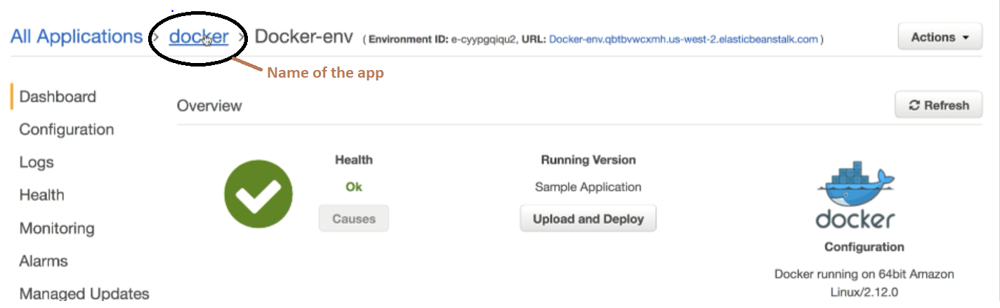 All Applications › docker › Docker-env ( Environment ID: e-cyypgqiqu2, URL: Docker-env.qbtbvwcxmh.us-west-2.elasticbeanstalk.com )
Actions
Name of the app
Dashboard
Configuration
Logs
Health
Monitoring
Alarms
Managed Updates
Overview
Refresh
Health
Ok
Causes
Running Version
Sample Application
Upload and Deploy
docker
Configuration
Docker running on 64bit Amazon
Linux/2.12.0